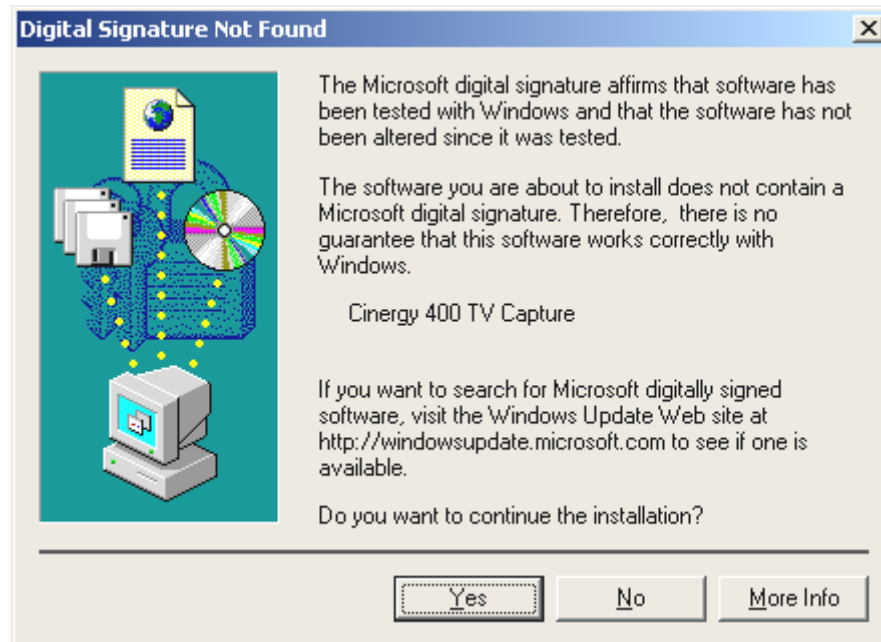 Digital Signature Not Found
The Microsoft digital signature affirms that software has
been tested with Windows and that the software has not
been altered since it was tested.
The software you are about to install does not contain a
Microsoft digital signature. Therefore,  there is no
guarantee that this software works correctly with
Windows.
Cinergy 400 TV Capture
If you want to search for Microsoft digitally signed
software, visit the Windows Update Web site at
http://windowsupdate.microsoft.com to see if one is
available.
Do you want to continue the installation?
Yes No More Info